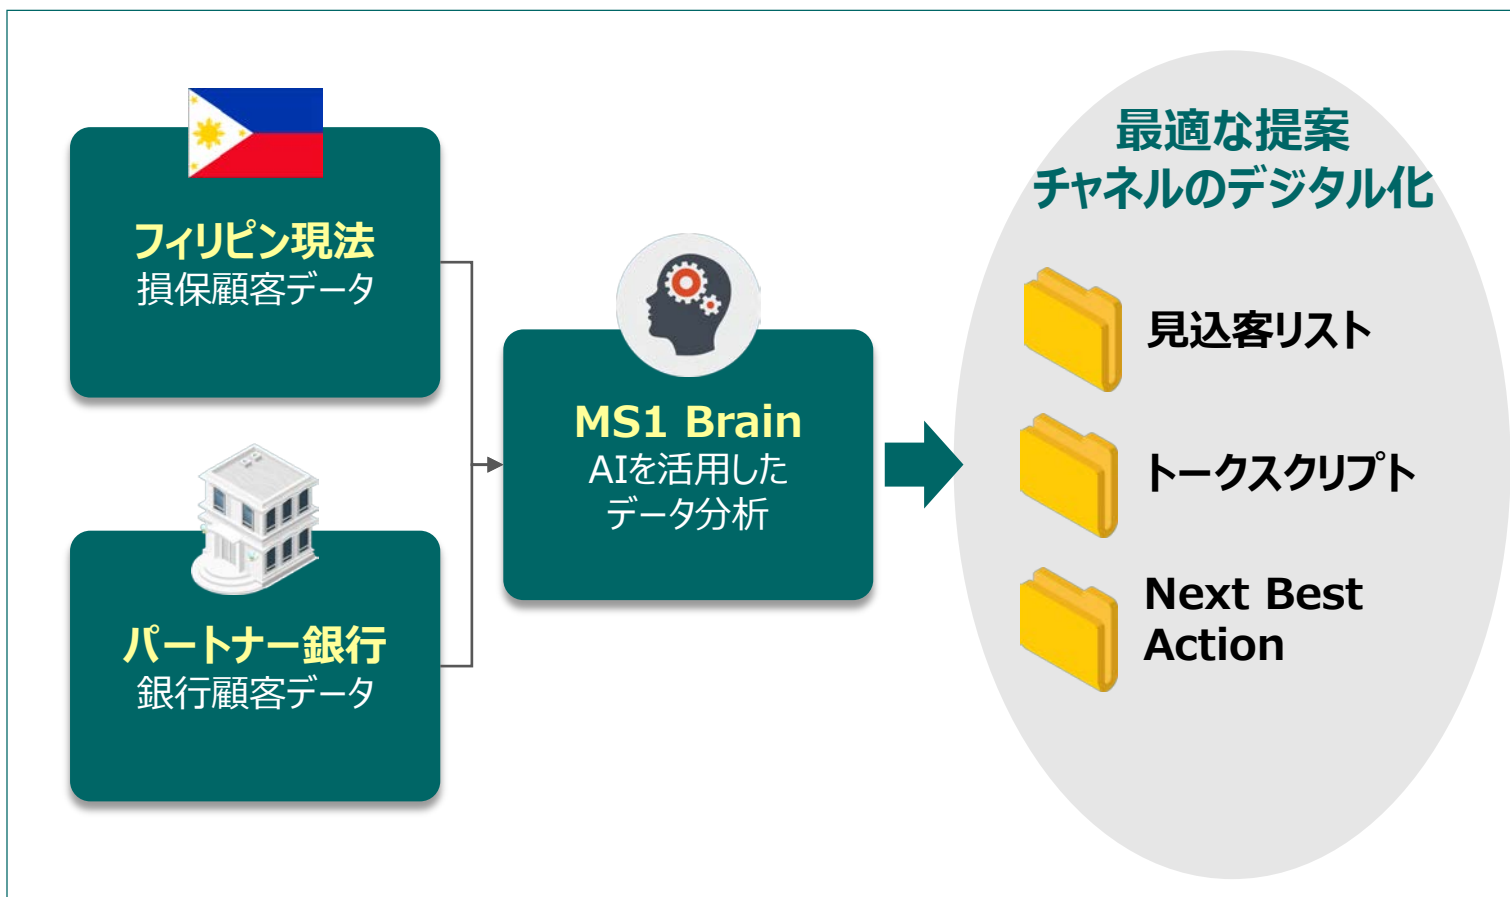 フィリピン現法
損保顧客データ
パートナー銀行
銀行顧客データ
MS1 Brain
AIを活用した
データ分析
最適な提案
チャネルのデジタル化
見込客リスト
トークスクリプト
Next Best
Action